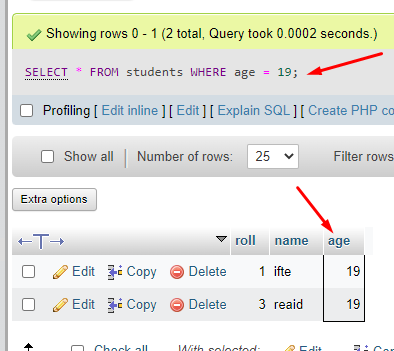 Showing rows 0 - 1 (2 total, Query took 0.0002 seconds.)
SELECT * FROM students WHERE age = 19;
Profiling [ Edit inline ] [ Edit ] [ Explain SQL ] [ Create PHP co
Show all Number of rows: 25 Filter rows
Extra options
roll name age
Edit Copy Delete 1 ifte 19
Edit Copy Delete 3 reaid 19
Check all With selected: Edit Cop